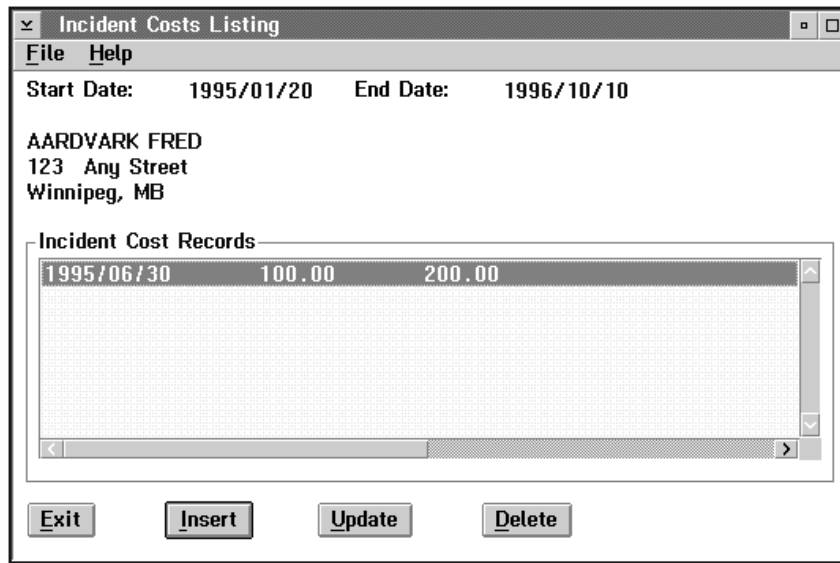 Incident Costs Listing
File Help
Start Date: 1995/01/20 End Date: 1996/10/10
AARDVARK FRED
123 Any Street
Winnipeg, MB
Incident Cost Records
1995/06/30 100.00 200.00
Exit Insert Update Delete